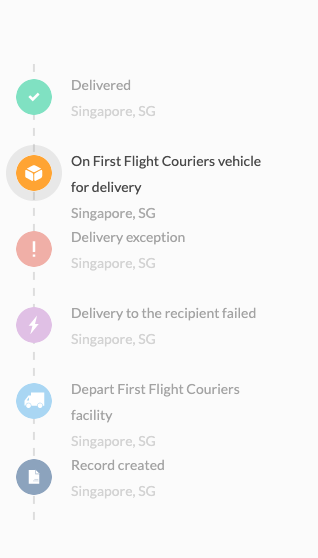 Delivered
Singapore, SG
On First Flight Couriers vehicle
for delivery
Singapore, SG
Delivery exception
Singapore, SG
Delivery to the recipient failed
Singapore, SG
Depart First Flight Couriers
facility
Singapore, SG
Record created
Singapore, SG